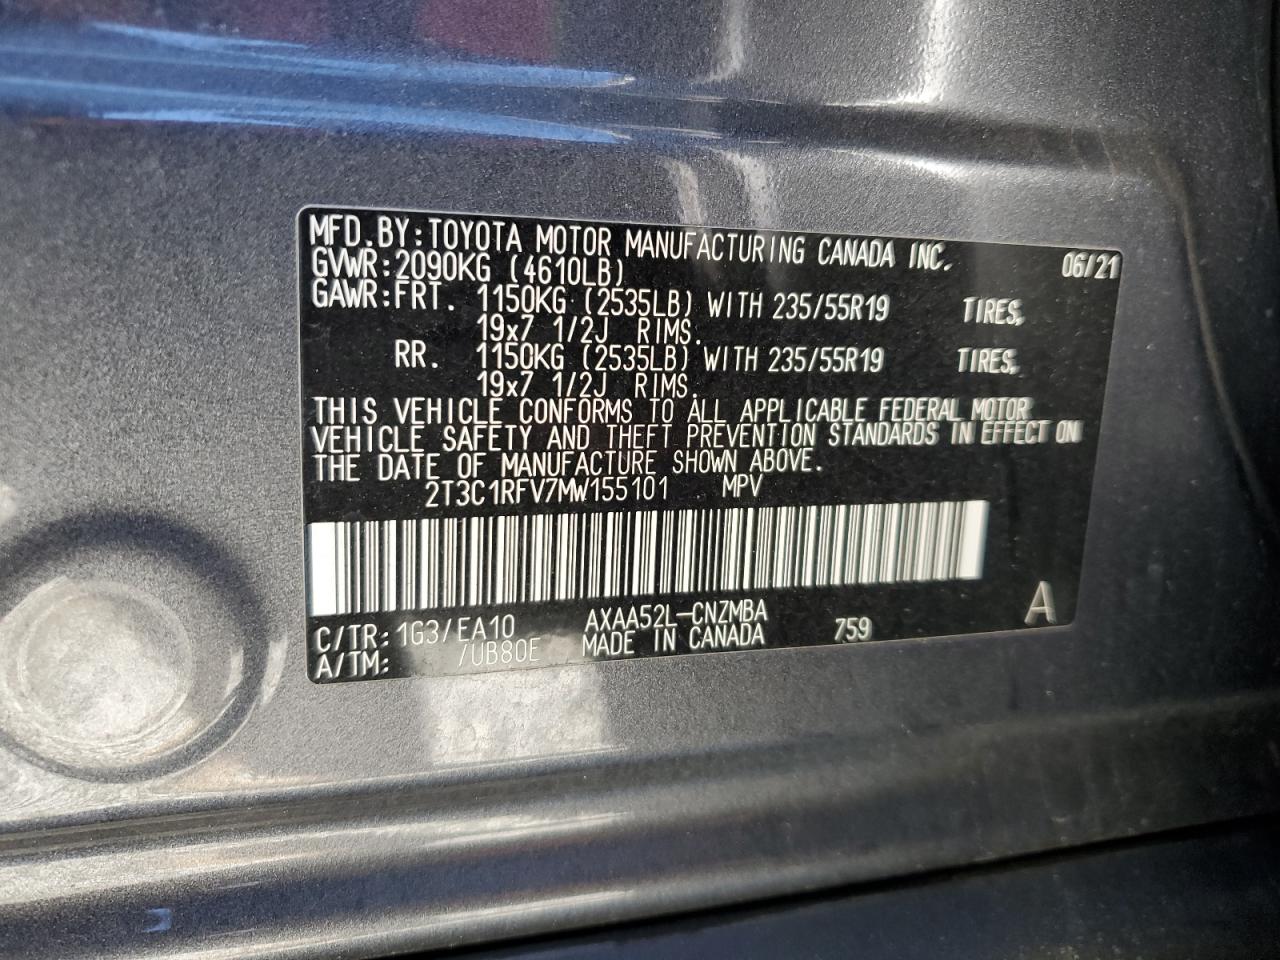 MFD.BY:TOYOTA MOTOR MANUFACTURING CANADA INC. 06/21
GVWR:2090KG (4610LB)
GAWR:FRT. 1150KG (2535LB) WITH 235/55R19 TIRES,
19x7 1/2J RIMS.
RR. 1150KG (2535LB) WITH 235/55R19 TIRES,
19x7 1/2J RIMS.
THIS VEHICLE CONFORMS TO ALL APPLICABLE FEDERAL MOTOR
VEHICLE SAFETY AND THEFT PREVENTION STANDARDS IN EFFECT ON
THE DATE OF MANUFACTURE SHOWN ABOVE.
2T3C1RFV7MW155101 MPV
C/TR:1G3/EA10 AXAA52L-CNZMBA
A/TM: /UB80E MADE IN CANADA 759 A